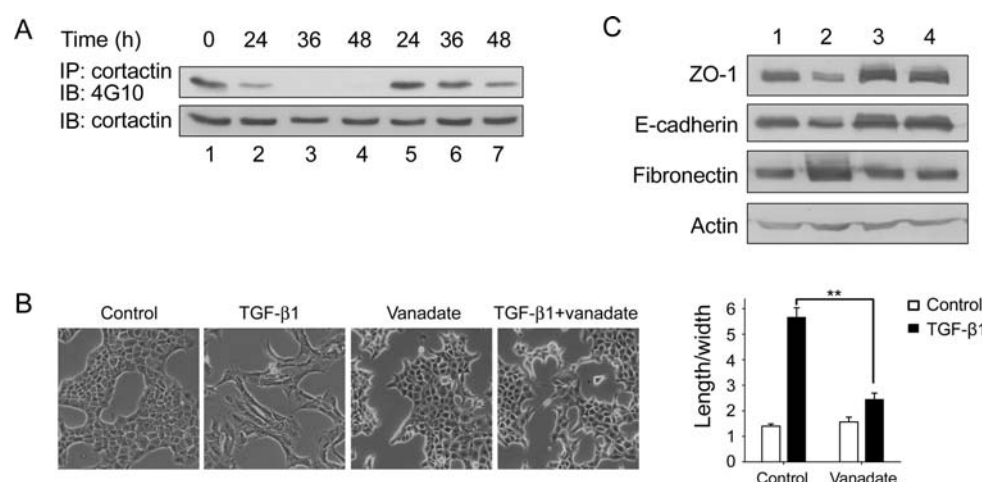 A
Time (h) 0 24 36 48 24 36 48
IP: cortactin
IB: 4G10
IB: cortactin
1 2 3 4 5 6 7
C
1 2 3 4
ZO-1
E-cadherin
Fibronectin
Actin
B
Control TGF-β1 Vanadate TGF-β1+vanadate
Length/width
6
5
4
3
2
1
0
**
Control
TGF-β1
Control Vanadate